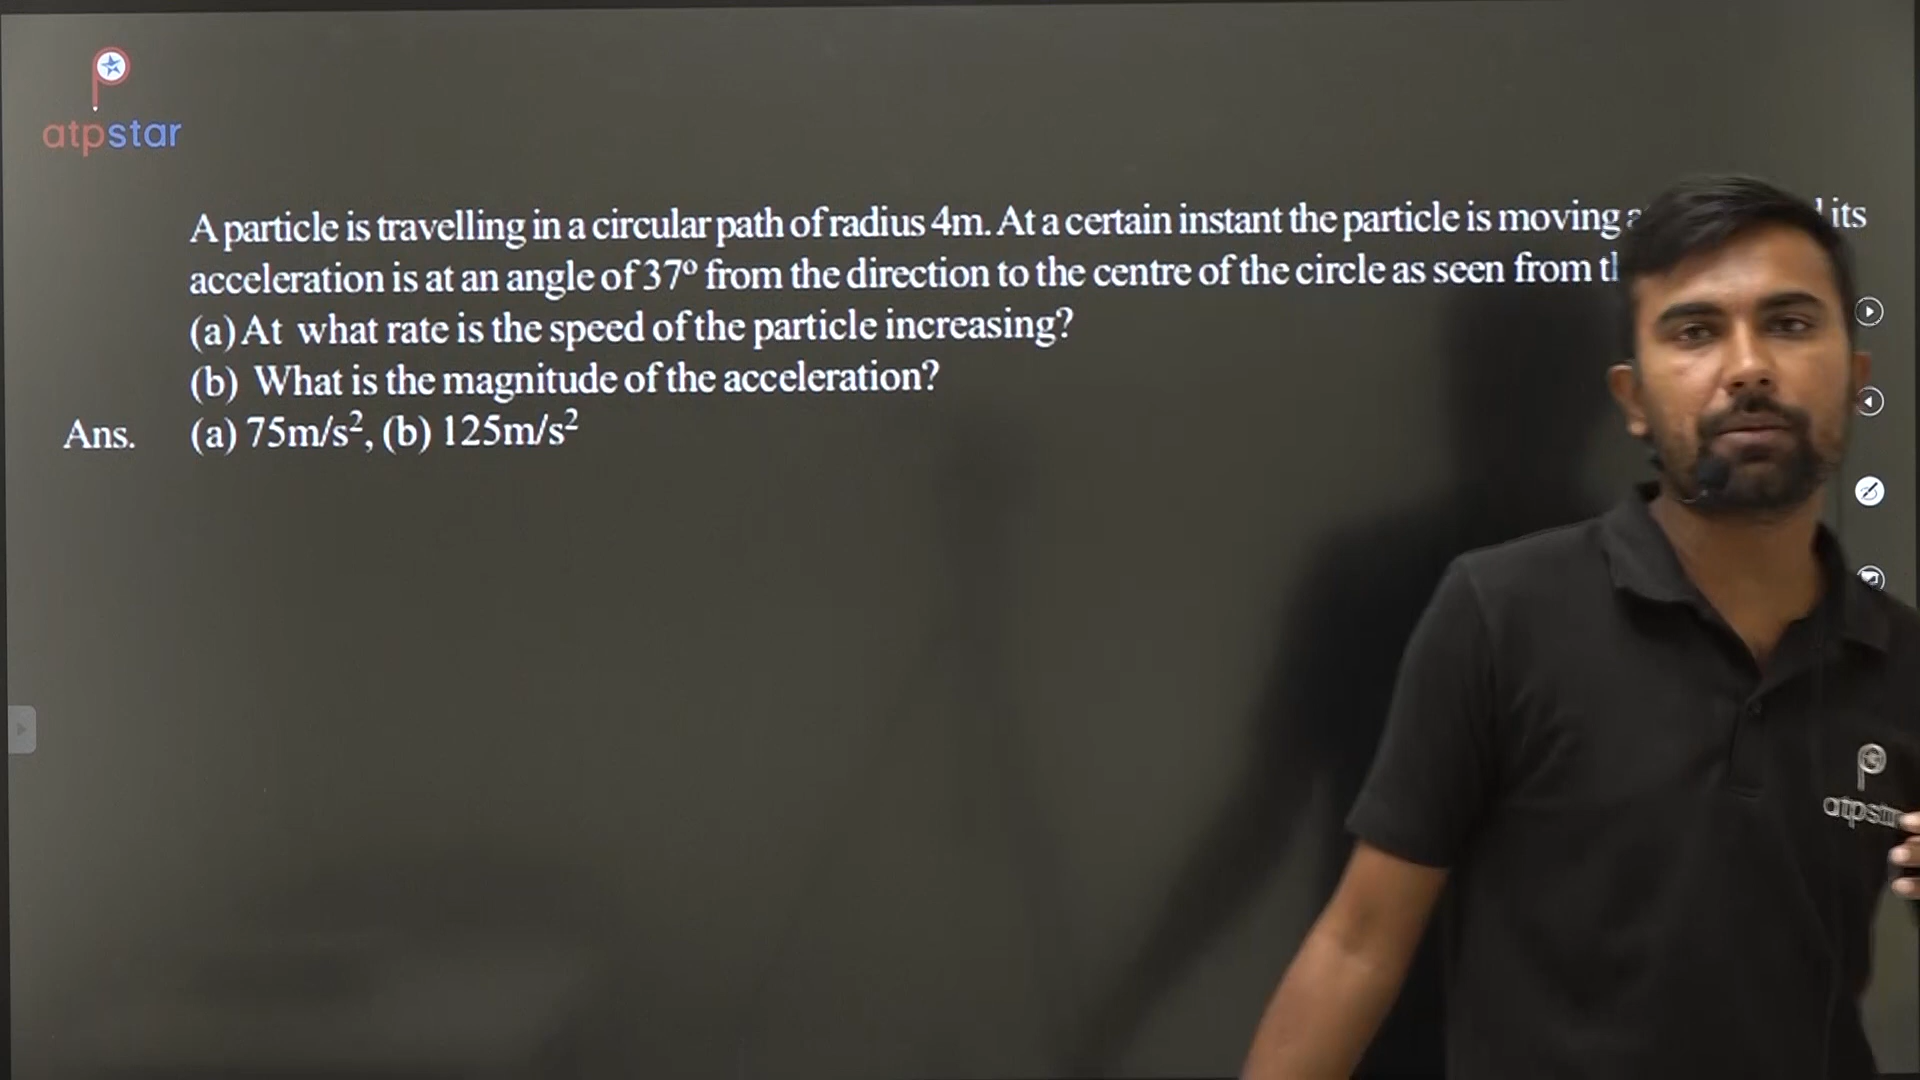 atpstar
A particle is travelling in a circular path of radius 4m. At a certain instant the particle is moving its
acceleration is at an angle of 37º from the direction to the centre of the circle as seen from
(a) At what rate is the speed of the particle increasing?
(b) What is the magnitude of the acceleration?
Ans. (a) 75m/s², (b) 125m/s²